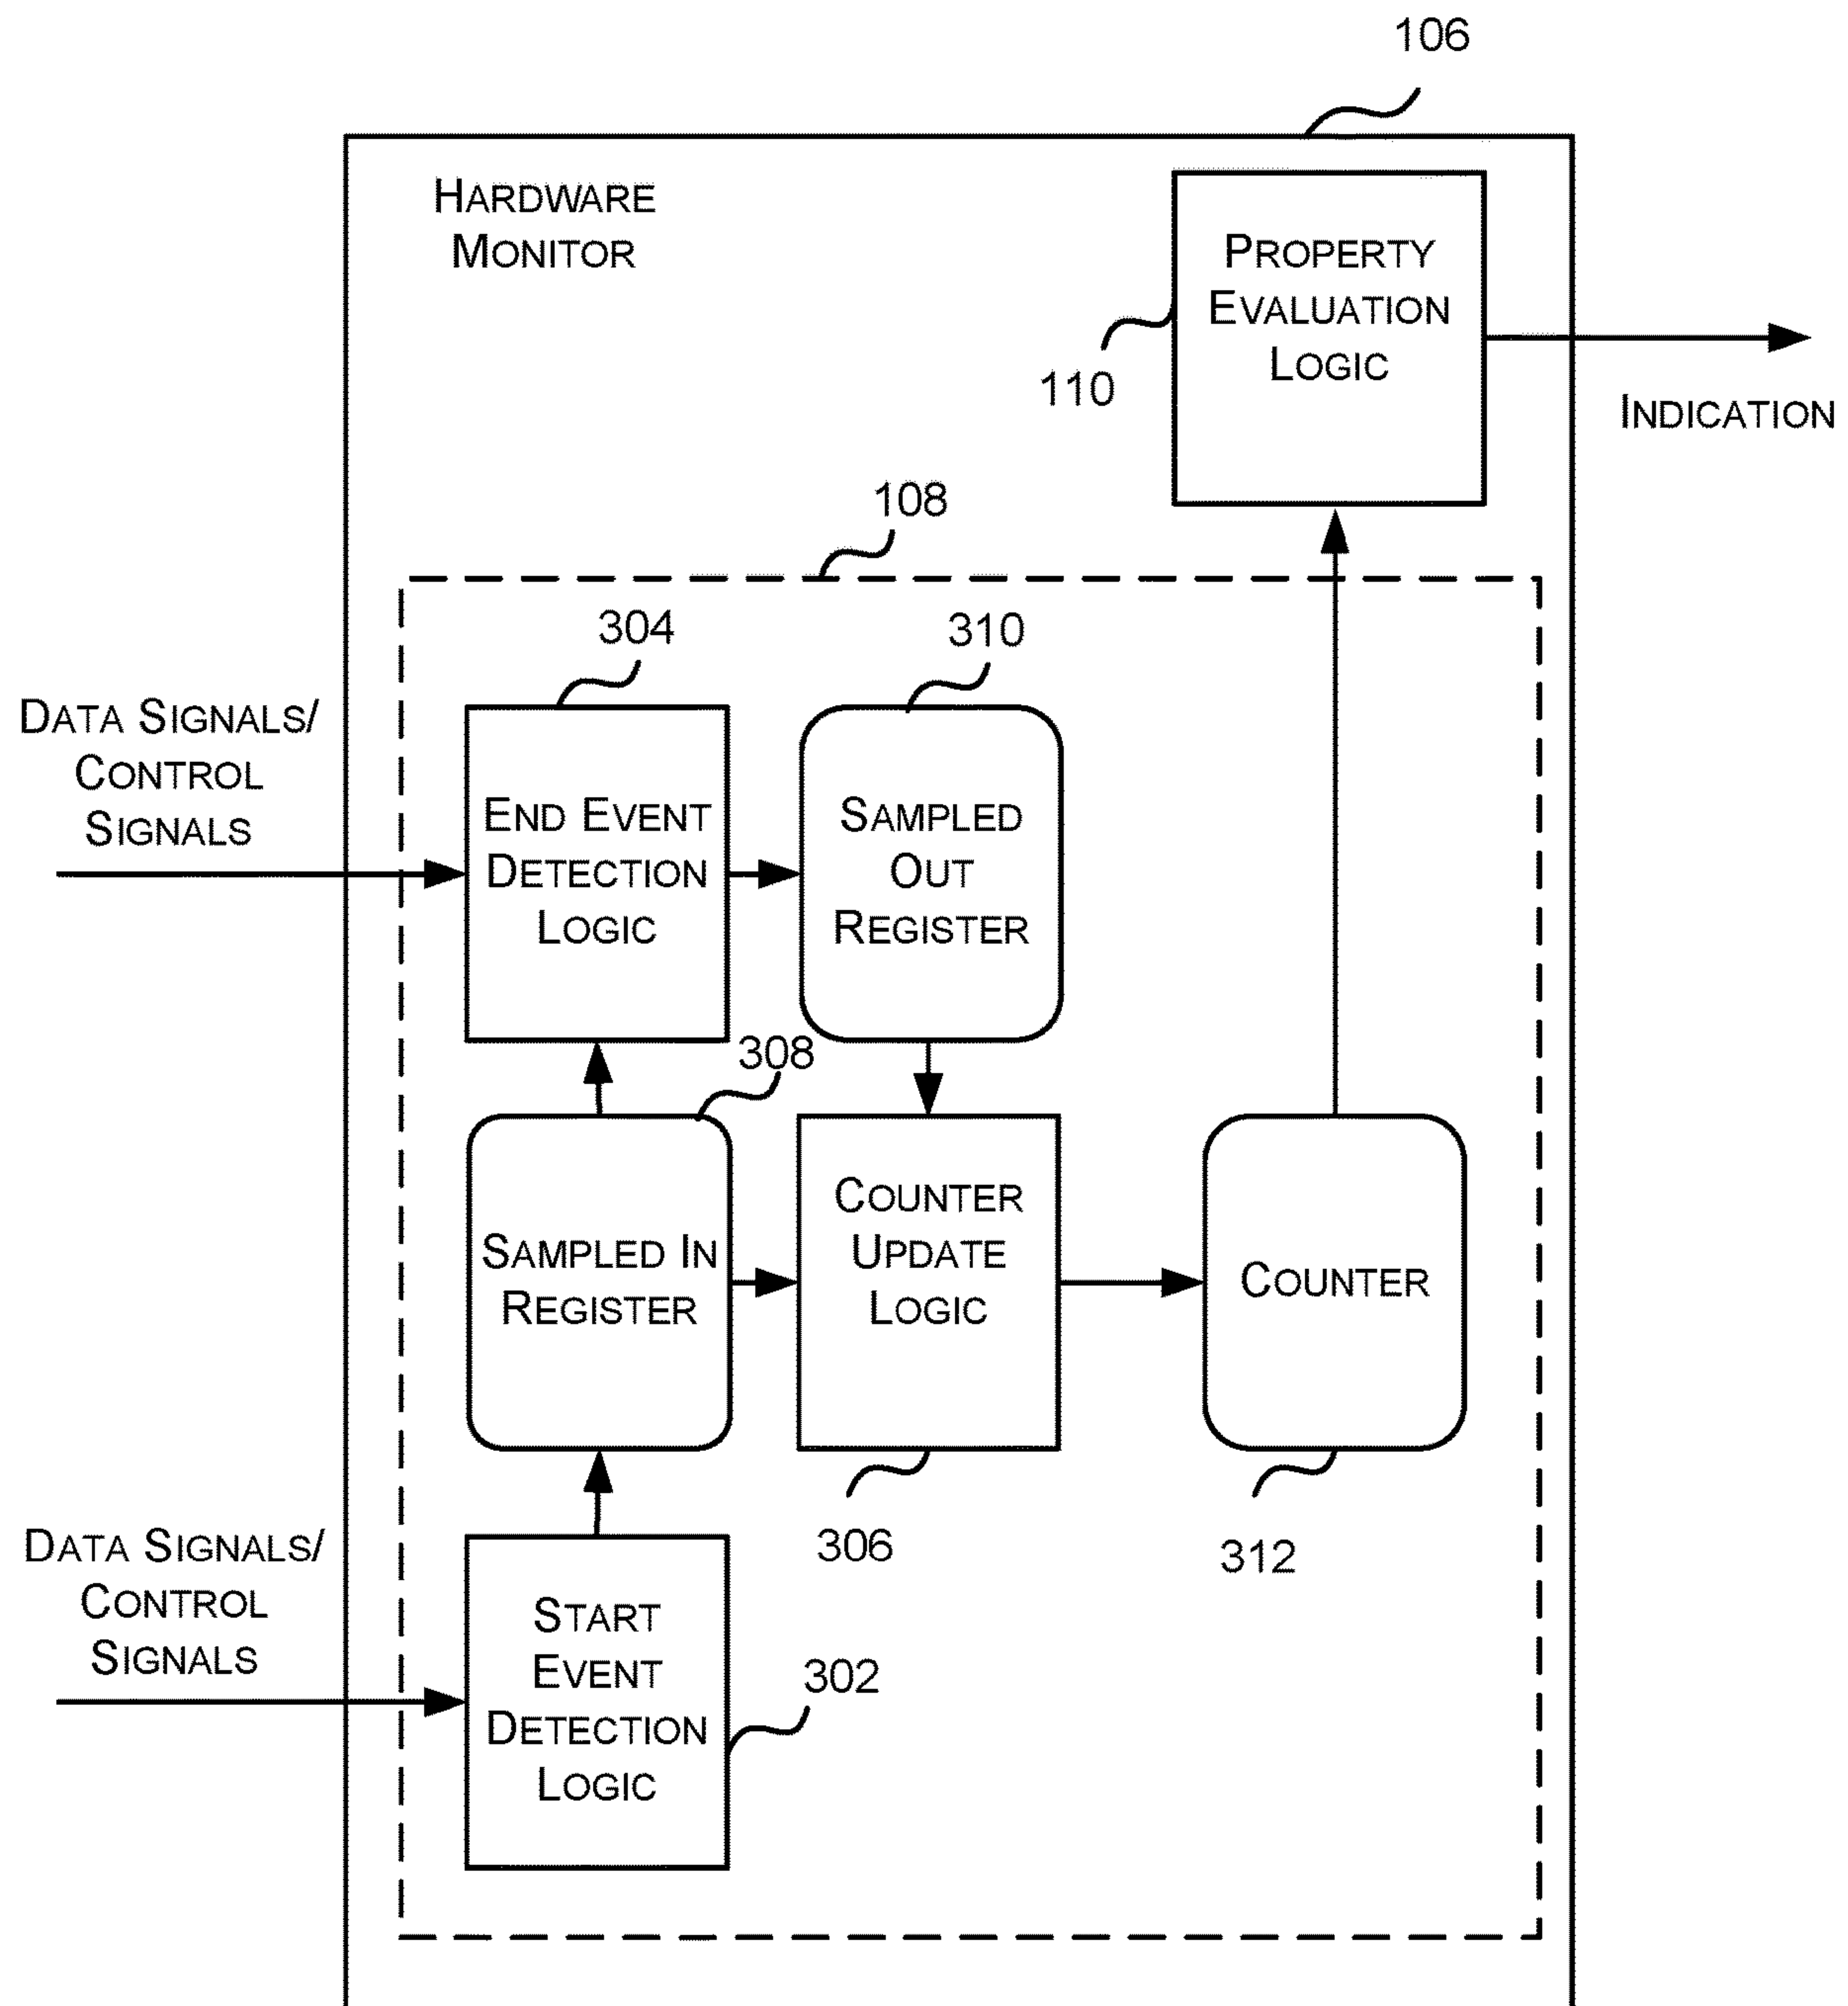 106
HARDWARE
MONITOR
PROPERTY
EVALUATION
LOGIC
110
INDICATION
108
304
310
DATA SIGNALS/
CONTROL
SIGNALS
END EVENT
DETECTION
LOGIC
SAMPLED
OUT
REGISTER
308
SAMPLED IN
REGISTER
COUNTER
UPDATE
LOGIC
COUNTER
306
312
DATA SIGNALS/
CONTROL
SIGNALS
START
EVENT
DETECTION
LOGIC
302